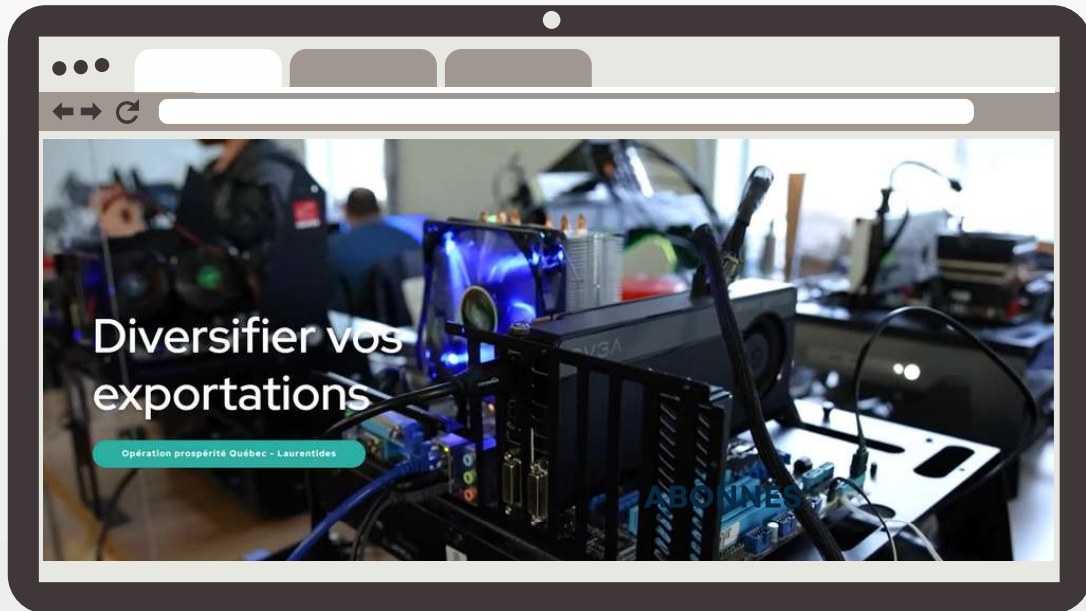 Diversifier vos
exportations
Opération prospérité Québec - Laurentides
EVGA
ABONNÉS